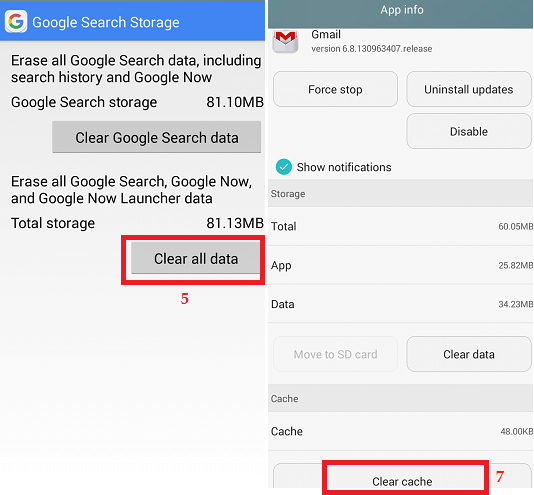 Google Search Storage
Erase all Google Search data, including
search history and Google Now
Google Search storage 81.10MB
Clear Google Search data
Erase all Google Search, Google Now,
and Google Now Launcher data
Total storage 81.13MB
Clear all data
5
App info
Gmail
version 6.8.130963407.release
Force stop
Uninstall updates
Disable
Show notifications
Storage
Total 60.05MB
App 25.82MB
Data 34.23MB
Move to SD card
Clear data
Cache
Cache 48.00KB
Clear cache
7